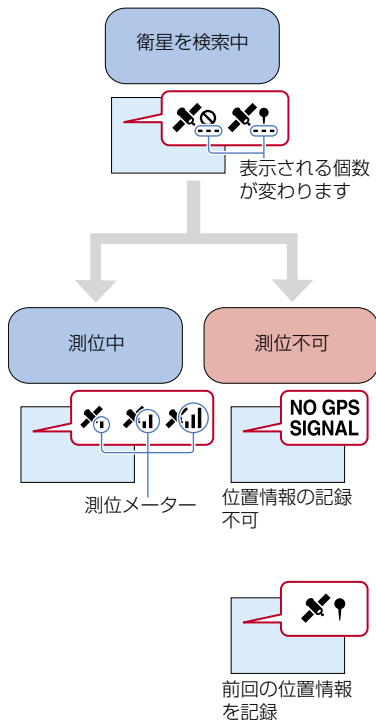 衛星を検索中
表示される個数
が変わります
測位中
測位不可
NO GPS
SIGNAL
測位メーター
位置情報の記録
不可
前回の位置情報
を記録